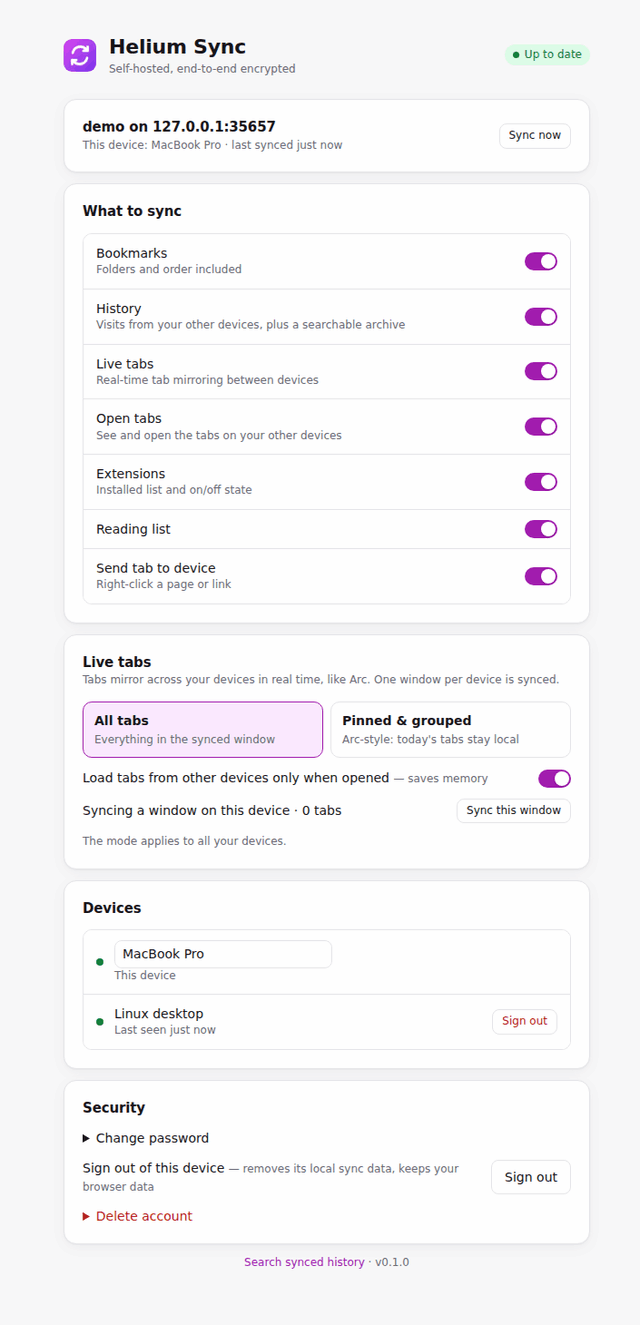 Helium Sync
Self-hosted, end-to-end encrypted
Up to date
demo on 127.0.0.1:35657
This device: MacBook Pro · last synced just now
Sync now
What to sync
Bookmarks
Folders and order included
History
Visits from your other devices, plus a searchable archive
Live tabs
Real-time tab mirroring between devices
Open tabs
See and open the tabs on your other devices
Extensions
Installed list and on/off state
Reading list
Send tab to device
Right-click a page or link
Live tabs
Tabs mirror across your devices in real time, like Arc. One window per device is synced.
All tabs
Everything in the synced window
Pinned & grouped
Arc-style: today's tabs stay local
Load tabs from other devices only when opened — saves memory
Syncing a window on this device · 0 tabs
Sync this window
The mode applies to all your devices.
Devices
MacBook Pro
This device
Linux desktop
Last seen just now
Sign out
Security
Change password
Sign out of this device — removes its local sync data, keeps your
browser data
Sign out
Delete account
Search synced history · v0.1.0